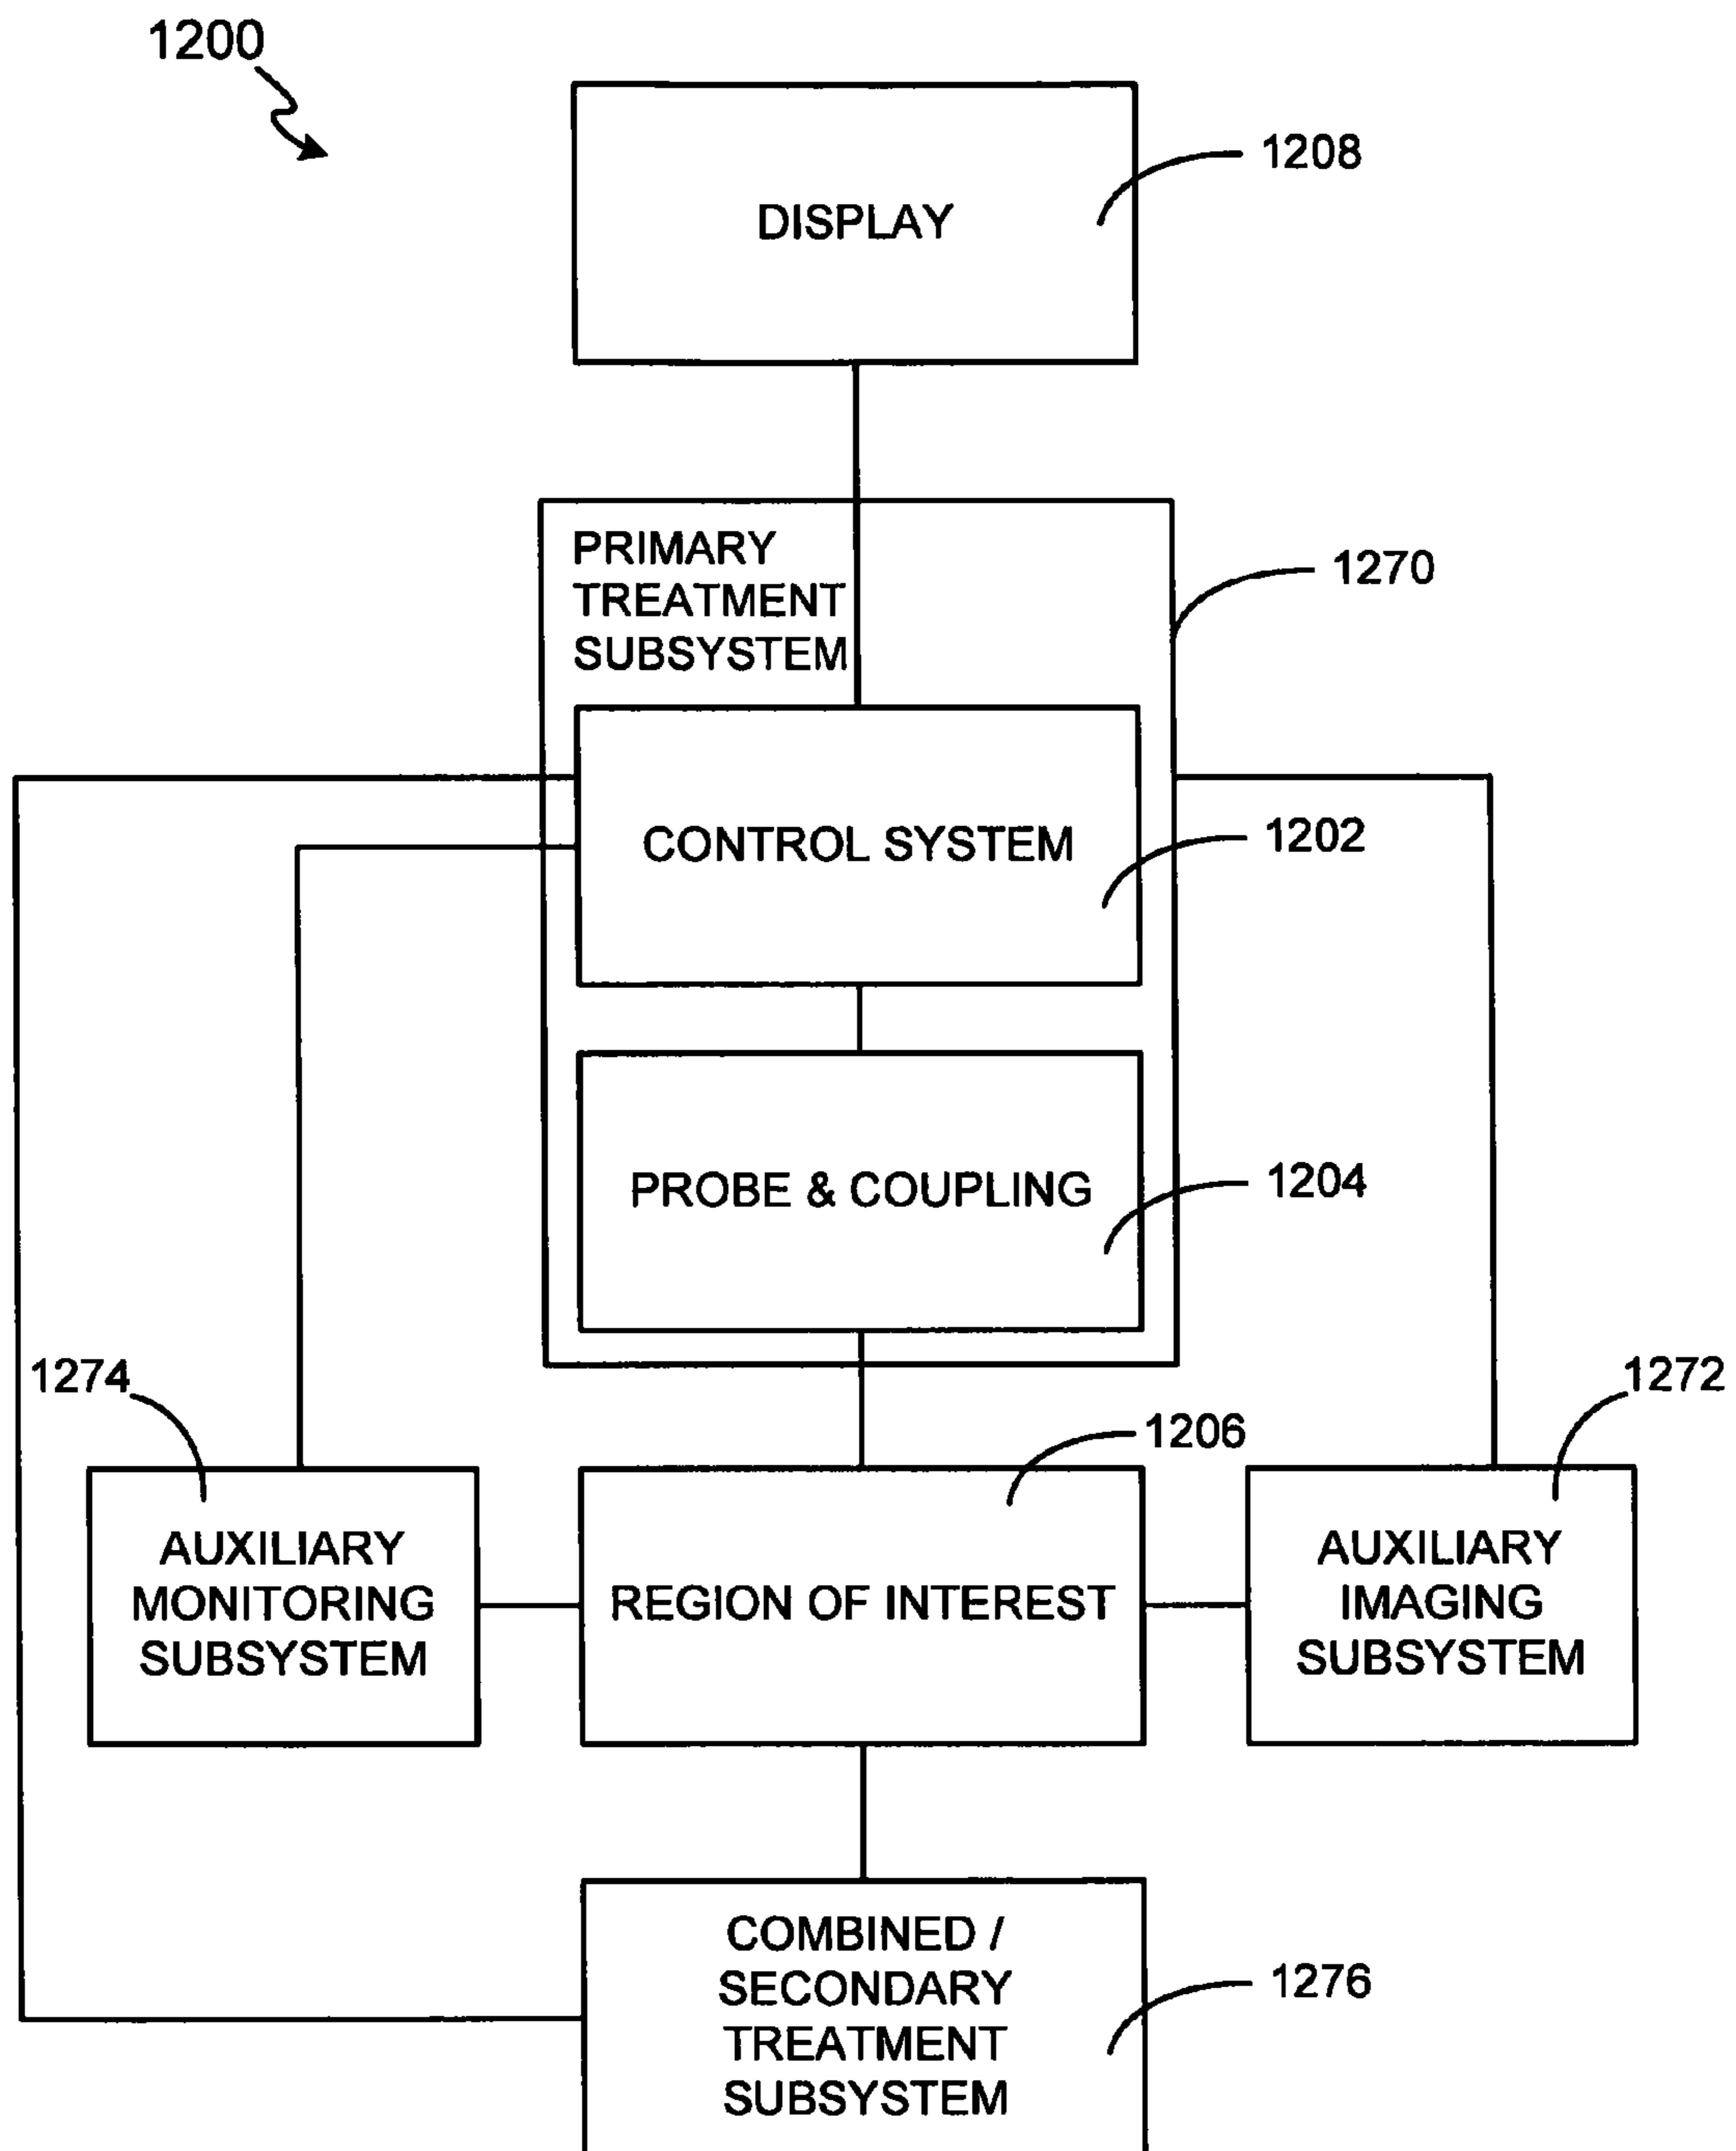 1200
DISPLAY
1208
PRIMARY
TREATMENT
SUBSYSTEM
1270
CONTROL SYSTEM
1202
PROBE & COUPLING
1204
1274
1272
1206
AUXILIARY
MONITORING
SUBSYSTEM
REGION OF INTEREST
AUXILIARY
IMAGING
SUBSYSTEM
COMBINED /
SECONDARY
TREATMENT
SUBSYSTEM
1276